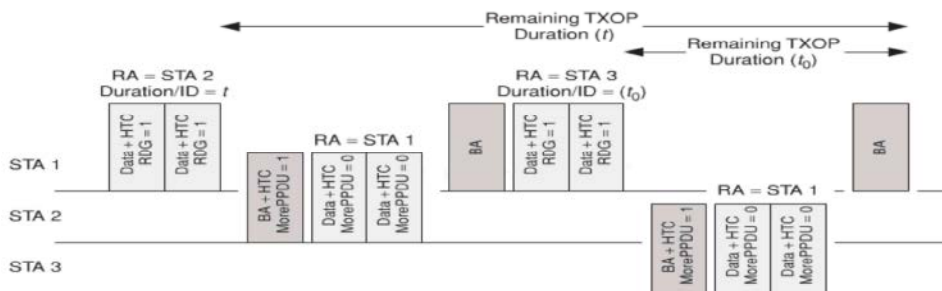 Remaining TXOP
Duration (t)
Remaining TXOP
Duration (t₀)
RA = STA 2
Duration/ID = t
RA = STA 3
Duration/ID = (t₀)
Data + HTC
RDG = 1
Data + HTC
RDG = 1
RA = STA 1
BA
Data + HTC
RDG = 1
Data + HTC
RDG = 1
BA
STA 1
BA + HTC
MorePPDU = 1
Data + HTC
MorePPDU = 0
Data + HTC
MorePPDU = 0
RA = STA 1
STA 2
BA + HTC
MorePPDU = 1
Data + HTC
MorePPDU = 0
Data + HTC
MorePPDU = 0
STA 3